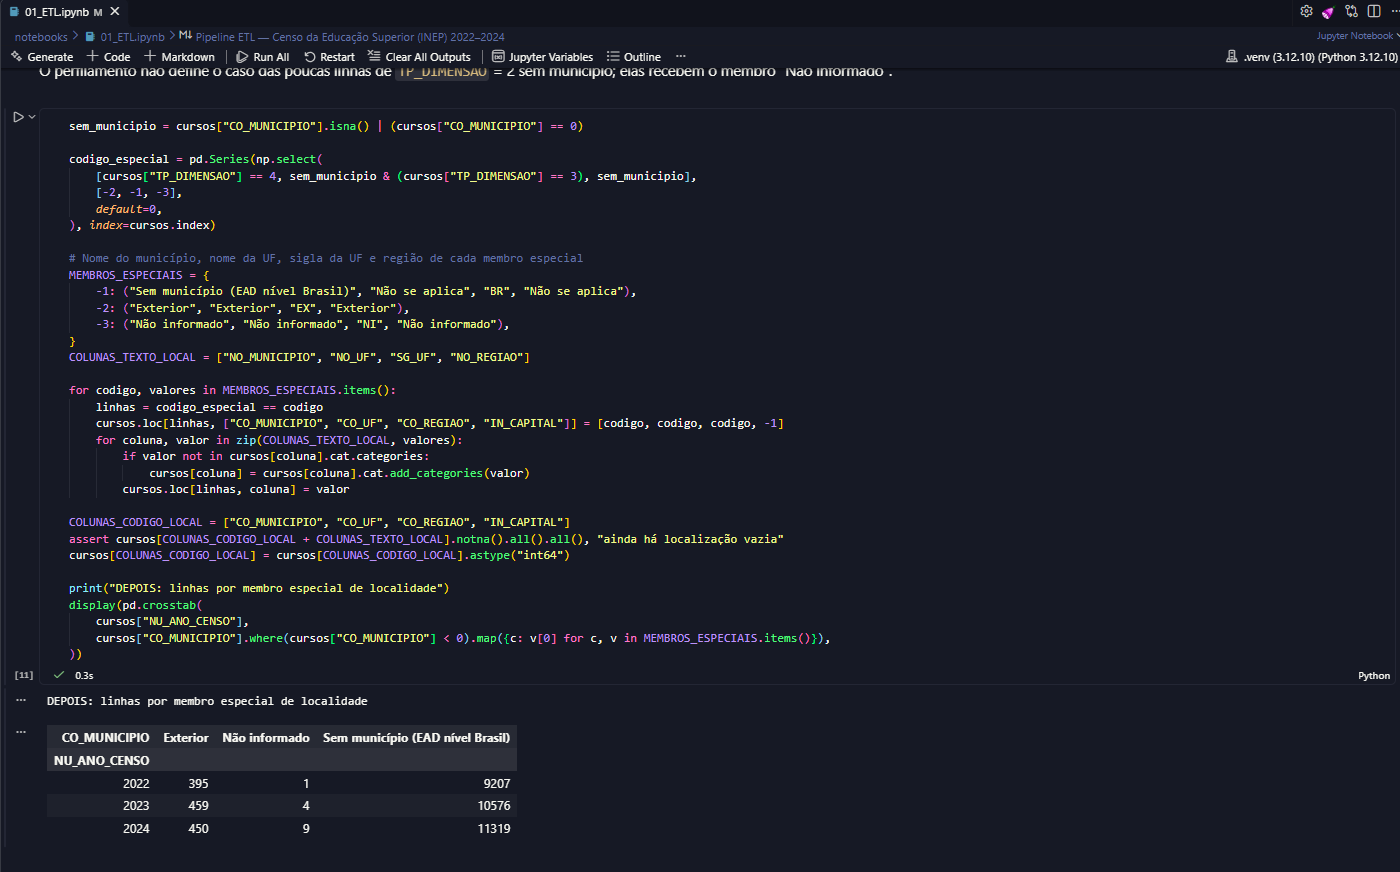 01_ETL.ipynb M
notebooks > 01_ETL.ipynb > M↓ Pipeline ETL — Censo da Educação Superior (INEP) 2022–2024
Jupyter Notebook
Generate + Code + Markdown Run All Restart Clear All Outputs Jupyter Variables Outline ... .venv (3.12.10) (Python 3.12.10)
O perfilamento não define o caso das poucas linhas de TP_DIMENSAO = 2 sem município; elas recebem o membro "Não informado".
sem_municipio = cursos["CO_MUNICIPIO"].isna() | (cursos["CO_MUNICIPIO"] == 0)
codigo_especial = pd.Series(np.select(
[cursos["TP_DIMENSAO"] == 4, sem_municipio & (cursos["TP_DIMENSAO"] == 3), sem_municipio],
[-2, -1, -3],
default=0,
), index=cursos.index)
# Nome do município, nome da UF, sigla da UF e região de cada membro especial
MEMBROS_ESPECIAIS = {
-1: ("Sem município (EAD nível Brasil)", "Não se aplica", "BR", "Não se aplica"),
-2: ("Exterior", "Exterior", "EX", "Exterior"),
-3: ("Não informado", "Não informado", "NI", "Não informado"),
}
COLUNAS_TEXTO_LOCAL = ["NO_MUNICIPIO", "NO_UF", "SG_UF", "NO_REGIAO"]
for codigo, valores in MEMBROS_ESPECIAIS.items():
linhas = codigo_especial == codigo
cursos.loc[linhas, ["CO_MUNICIPIO", "CO_UF", "CO_REGIAO", "IN_CAPITAL"]] = [codigo, codigo, codigo, -1]
for coluna, valor in zip(COLUNAS_TEXTO_LOCAL, valores):
if valor not in cursos[coluna].cat.categories:
cursos[coluna] = cursos[coluna].cat.add_categories(valor)
cursos.loc[linhas, coluna] = valor
COLUNAS_CODIGO_LOCAL = ["CO_MUNICIPIO", "CO_UF", "CO_REGIAO", "IN_CAPITAL"]
assert cursos[COLUNAS_CODIGO_LOCAL + COLUNAS_TEXTO_LOCAL].notna().all().all(), "ainda há localização vazia"
cursos[COLUNAS_CODIGO_LOCAL] = cursos[COLUNAS_CODIGO_LOCAL].astype("int64")
print("DEPOIS: linhas por membro especial de localidade")
display(pd.crosstab(
cursos["NU_ANO_CENSO"],
cursos["CO_MUNICIPIO"].where(cursos["CO_MUNICIPIO"] < 0).map({c: v[0] for c, v in MEMBROS_ESPECIAIS.items()}),
))
[11] 0.3s Python
... DEPOIS: linhas por membro especial de localidade
...
CO_MUNICIPIO Exterior Não informado Sem município (EAD nível Brasil)
NU_ANO_CENSO
2022 395 1 9207
2023 459 4 10576
2024 450 9 11319